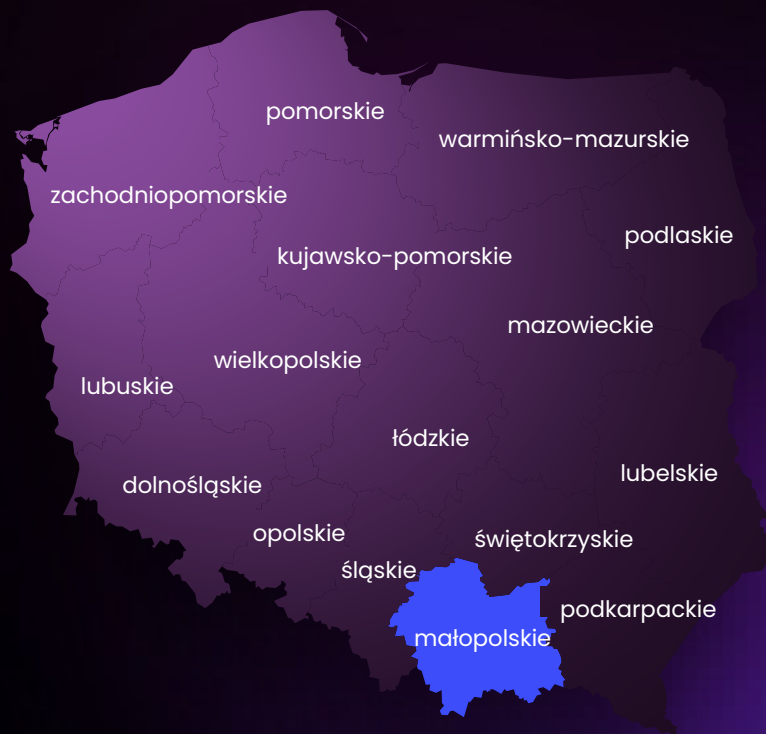 pomorskie
warmińsko-mazurskie
zachodniopomorskie
podlaskie
kujawsko-pomorskie
mazowieckie
wielkopolskie
lubuskie
łódzkie
lubelskie
dolnośląskie
opolskie
świętokrzyskie
śląskie
podkarpackie
małopolskie